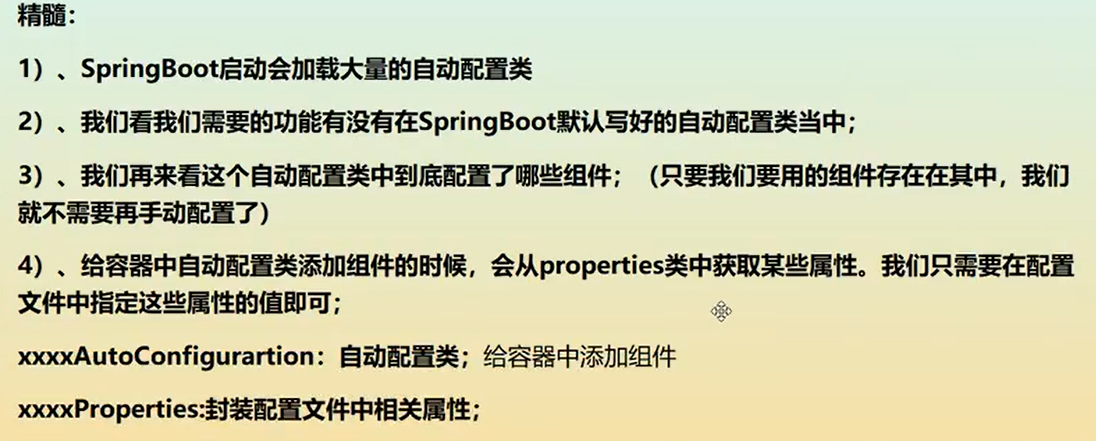 精髓：
1）、SpringBoot启动会加载大量的自动配置类
2）、我们看我们需要的功能有没有在SpringBoot默认写好的自动配置类当中；
3）、我们再来看这个自动配置类中到底配置了哪些组件；（只要我们要用的组件存在在其中，我们
就不需要再手动配置了）
4）、给容器中自动配置类添加组件的时候，会从properties类中获取某些属性。我们只需要在配置
文件中指定这些属性的值即可；
xxxxAutoConfigurartion：自动配置类；给容器中添加组件
xxxxProperties:封装配置文件中相关属性；